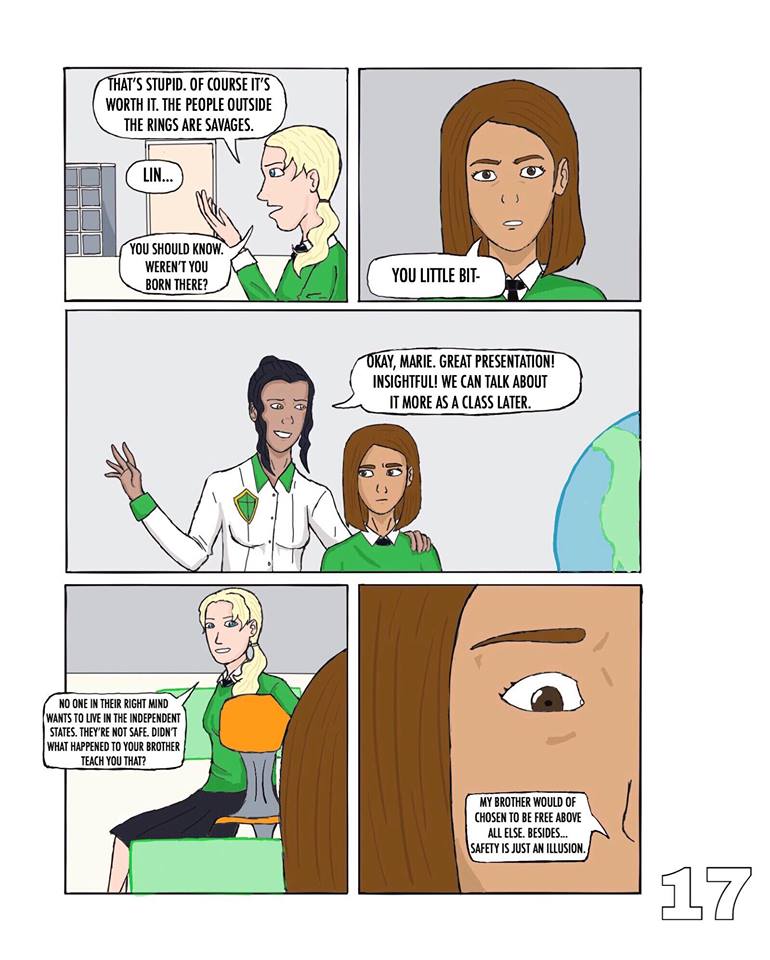 THAT'S STUPID. OF COURSE IT'S
WORTH IT. THE PEOPLE OUTSIDE
THE RINGS ARE SAVAGES.
LIN...
YOU SHOULD KNOW.
WEREN'T YOU
BORN THERE?
YOU LITTLE BIT-
OKAY, MARIE. GREAT PRESENTATION!
INSIGHTFUL! WE CAN TALK ABOUT
IT MORE AS A CLASS LATER.
NO ONE IN THEIR RIGHT MIND
WANTS TO LIVE IN THE INDEPENDENT
STATES. THEY'RE NOT SAFE. DIDN'T
WHAT HAPPENED TO YOUR BROTHER
TEACH YOU THAT?
MY BROTHER WOULD OF
CHOSEN TO BE FREE ABOVE
ALL ELSE. BESIDES...
SAFETY IS JUST AN ILLUSION.
17